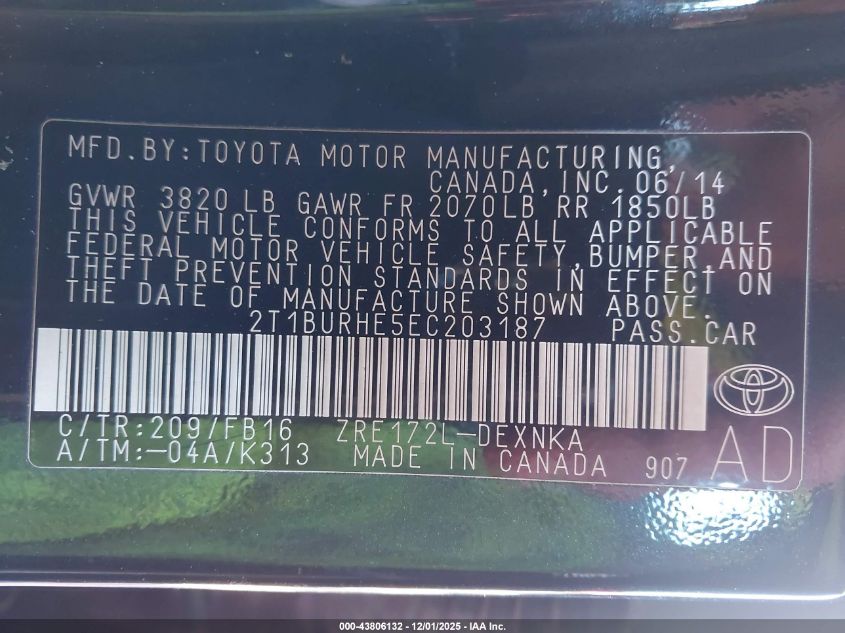 MFD.BY:TOYOTA MOTOR MANUFACTURING,
CANADA,INC.06/14
GVWR 3820 LB GAWR FR 2070LB RR 1850LB
THIS VEHICLE CONFORMS TO ALL APPLICABLE
FEDERAL MOTOR VEHICLE SAFETY,BUMPER,AND
THEFT PREVENTION STANDARDS IN EFFECT ON
THE DATE OF MANUFACTURE SHOWN ABOVE.
2T1BURHE5EC203187 PASS.CAR
C/TR:209/FB16 ZRE172L-DEXNKA
A/TM:-04A/K313 MADE IN CANADA 907 AD
000-43806132 - 12/01/2025 - IAA Inc.